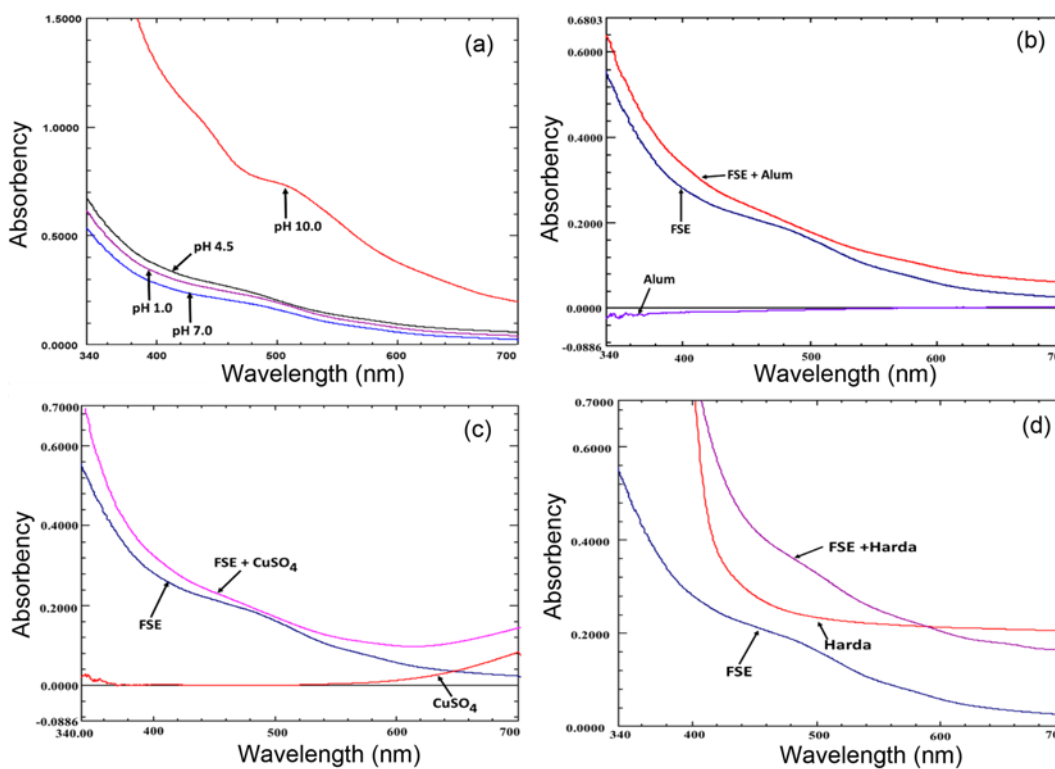 (a)
1.5000
1.0000
0.5000
0.0000
Absorbency
pH 10.0
pH 4.5
pH 1.0
pH 7.0
340
400
500
600
700
Wavelength (nm)
(b)
0.6803
0.6000
0.4000
0.2000
0.0000
-0.0886
Absorbency
FSE + Alum
FSE
Alum
340
400
500
600
Wavelength (nm)
(c)
0.7000
0.6000
0.4000
0.2000
0.0000
-0.0886
Absorbency
FSE + CuSO4
FSE
CuSO4
340.00
400
500
600
700
Wavelength (nm)
(d)
0.7000
0.6000
0.4000
0.2000
0.0000
Absorbency
FSE +Harda
Harda
FSE
340
400
500
600
Wavelength (nm)